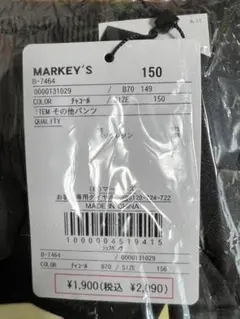 MARKEY'S 150
B-7464
0000131029 / B70 149
COLOR ﾁｬｺｰﾙ / SIZE 150
ITEM その他パンツ
QUALITY
MADE IN CHINA
B-7464
/0000131029
COLOR ﾁｬｺｰﾙ B70 / SIZE 150
¥1,900(税込 ¥2,090)